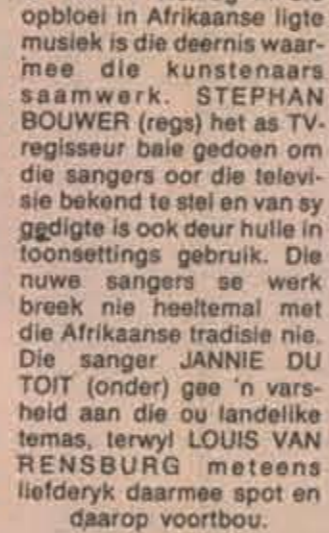 opbloei in Afrikaanse ligte
musiek is die deernis waar-
mee die kunstenaars
saamwerk. STEPHAN
BOUWER (regs) het as TV-
regisseur baie gedoen om
die sangers oor die televi-
sie bekend te stel en van sy
gedigte is ook deur hulle in
toonsettings gebruik. Die
nuwe sangers se werk
breek nie heeltemal met
die Afrikaanse tradisie nie.
Die sanger JANNIE DU
TOIT (onder) gee 'n vars-
heid aan die ou landelike
temas, terwyl LOUIS VAN
RENSBURG meteens
liefderyk daarmee spot en
daarop voortbou.